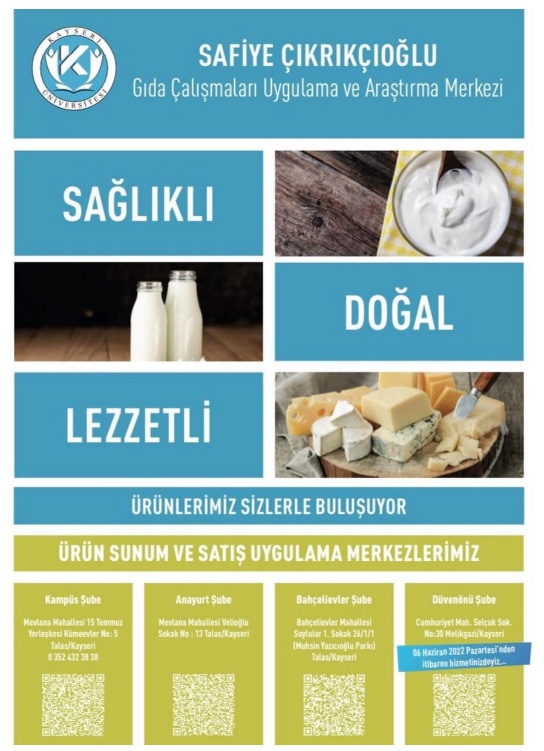 KAYSERİ
ÜNİVERSİTESİ
SAFİYE ÇIKRIKÇIOĞLU
Gıda Çalışmaları Uygulama ve Araştırma Merkezi
SAĞLIKLI
DOĞAL
LEZZETLİ
ÜRÜNLERİMİZ SİZLERLE BULUŞUYOR
ÜRÜN SUNUM VE SATIŞ UYGULAMA MERKEZLERİMİZ
Kampüs Şube
Mevlana Mahallesi 15 Temmuz
Yerleşkesi Kümeevler No: 5
Talas/Kayseri
0 352 432 38 38
Anayurt Şube
Mevlana Mahallesi Velioğlu
Sokak No : 13 Talas/Kayseri
Bahçelievler Şube
Bahçelievler Mahallesi
Soylular 1. Sokak 26/1/1
(Muhsin Yazıcıoğlu Parkı)
Talas/Kayseri
Düvenönü Şube
Cumhuriyet Mah. Selçuk Sok.
No:30 Melikgazi/Kayseri
06 Haziran 2022 Pazartesi'nden
itibaren hizmetinizdeyiz...